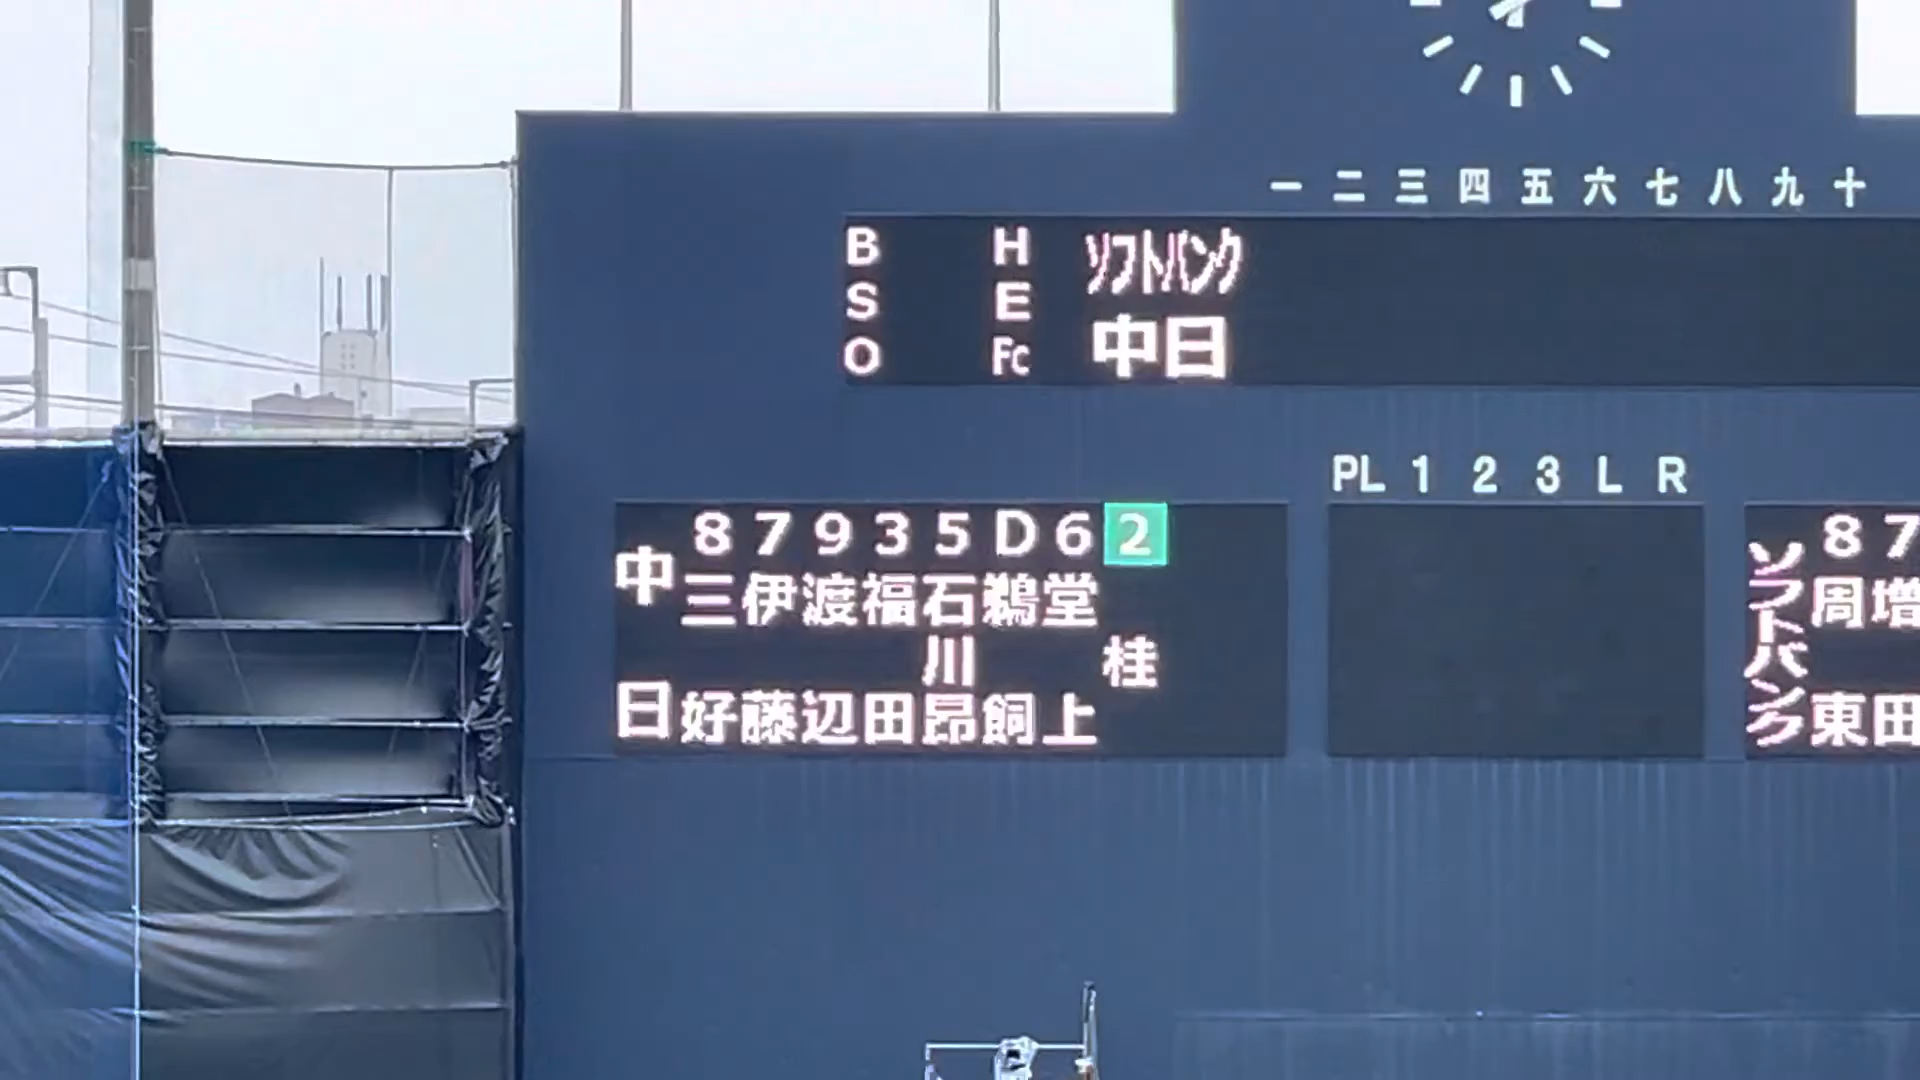 一 二 三 四 五 六 七 八 九 十
B H ソフトバンク
S E 中日
O Fc
PL 1 2 3 L R
中日
8 三好
7 伊藤
9 渡辺
3 福田
5 石川昂
D 鵜飼
6 堂上
2 桂
ソフトバンク
8 周東
7 増田